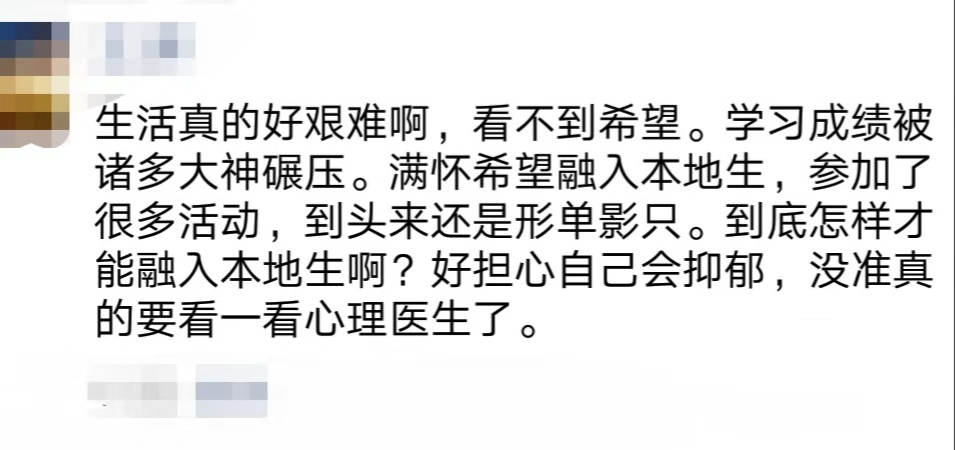 生活真的好艰难啊，看不到希望。学习成绩被
诸多大神碾压。满怀希望融入本地生，参加了
很多活动，到头来还是形单影只。到底怎样才
能融入本地生啊？好担心自己会抑郁，没准真
的要看一看心理医生了。